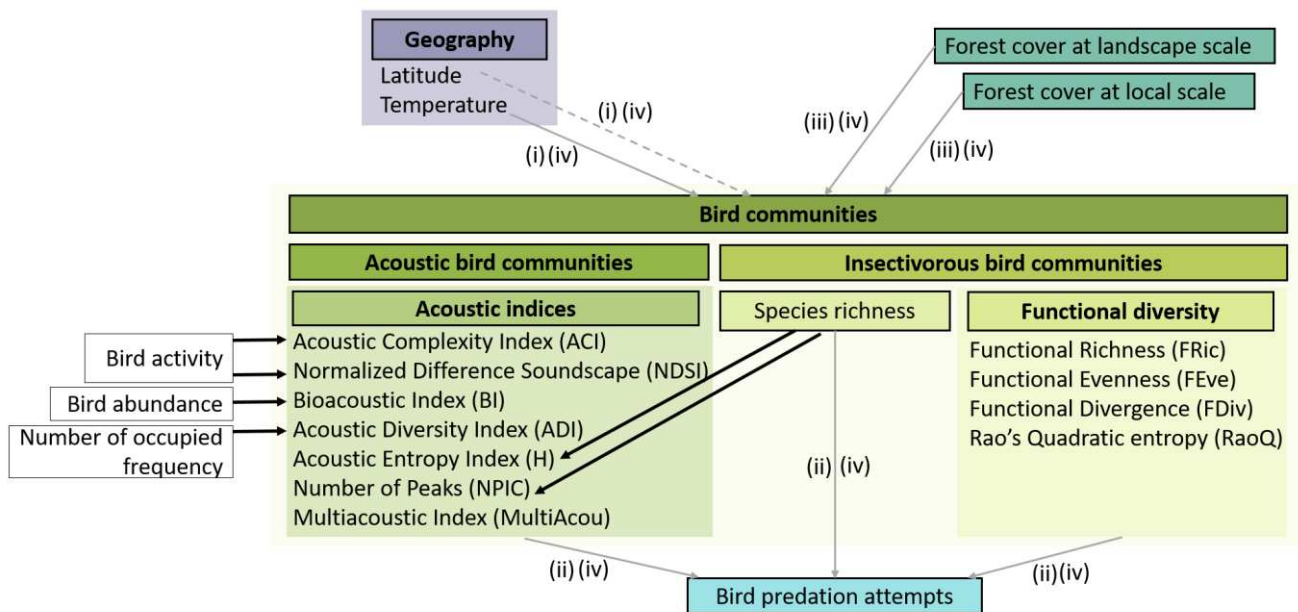 Geography
Latitude
Temperature
Forest cover at landscape scale
Forest cover at local scale
(i) (iv)
(i) (iv)
(iii) (iv)
(iii) (iv)
Bird communities
Acoustic bird communities
Insectivorous bird communities
Acoustic indices
Acoustic Complexity Index (ACI)
Normalized Difference Soundscape (NDSI)
Bioacoustic Index (BI)
Acoustic Diversity Index (ADI)
Acoustic Entropy Index (H)
Number of Peaks (NPIC)
Multiacoustic Index (MultiAcou)
Species richness
Functional diversity
Functional Richness (FRic)
Functional Evenness (FEve)
Functional Divergence (FDiv)
Rao's Quadratic entropy (RaoQ)
Bird activity
Bird abundance
Number of occupied
frequency
(ii) (iv)
(ii) (iv)
(ii) (iv)
Bird predation attempts